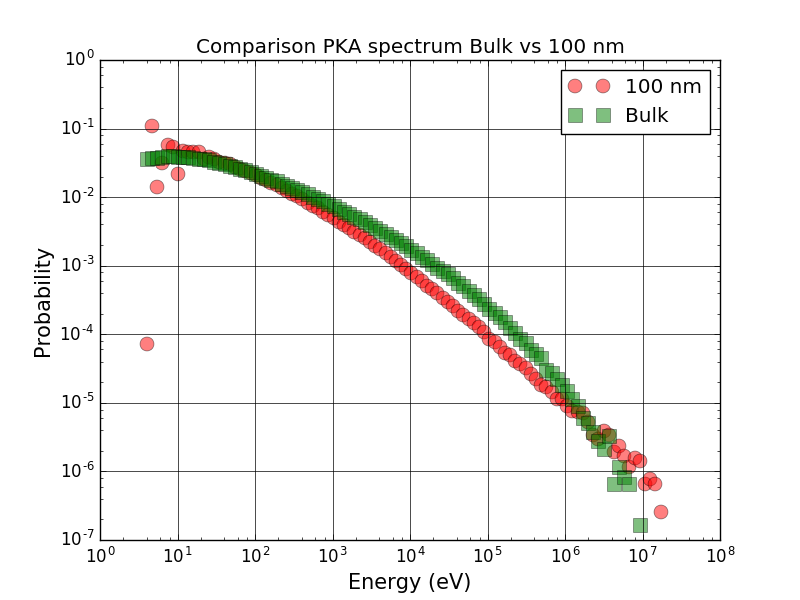 Comparison PKA spectrum Bulk vs 100 nm
10^0
10^-1
10^-2
10^-3
10^-4
10^-5
10^-6
10^-7
Probability
100 nm
Bulk
10^0 10^1 10^2 10^3 10^4 10^5 10^6 10^7 10^8
Energy (eV)